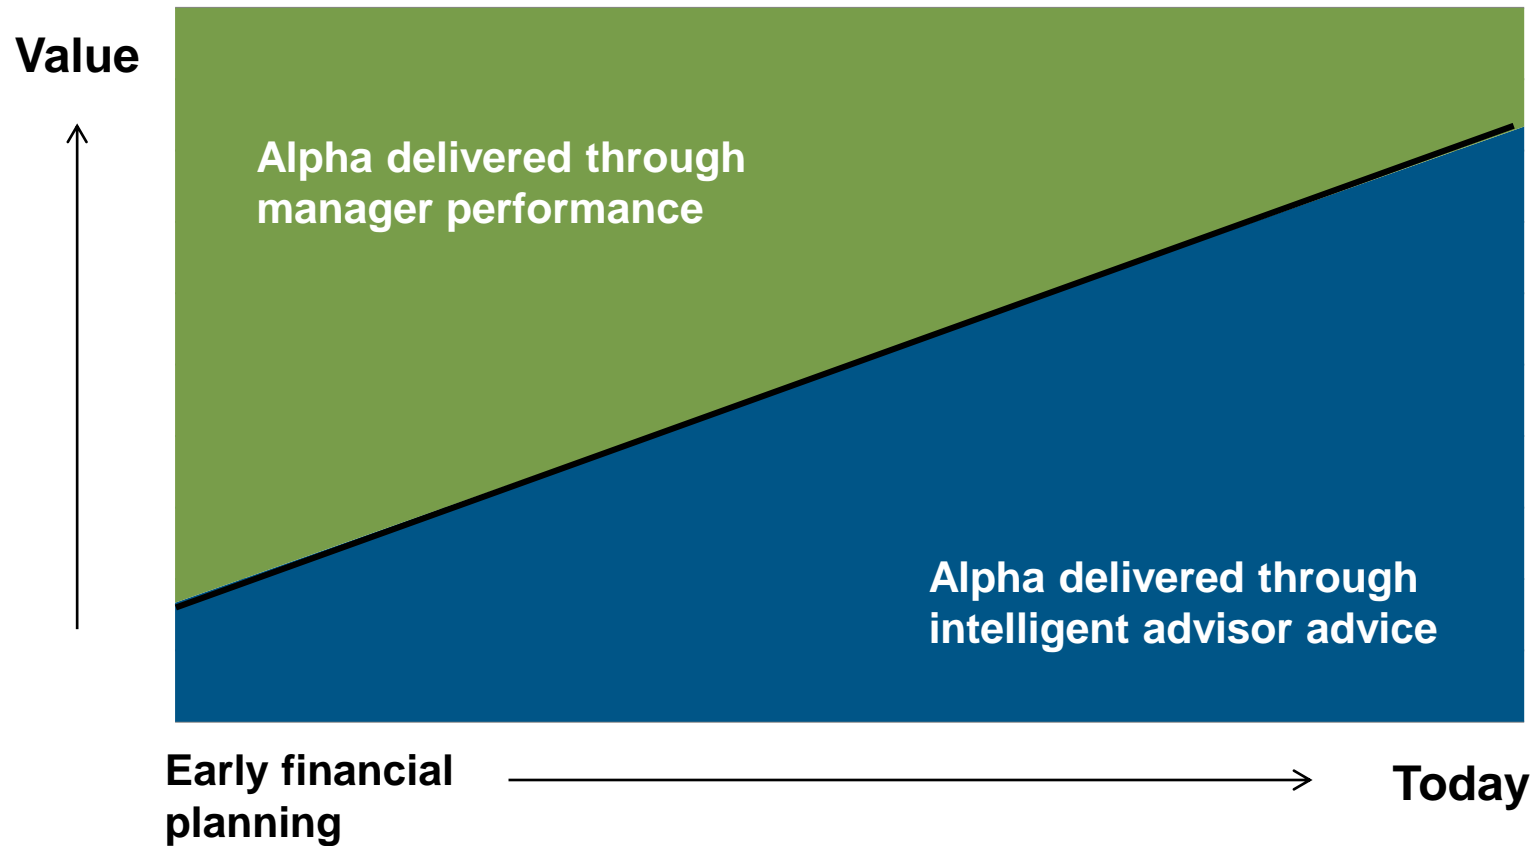 Value
Alpha delivered through
manager performance
Alpha delivered through
intelligent advisor advice
Early financial
planning
Today